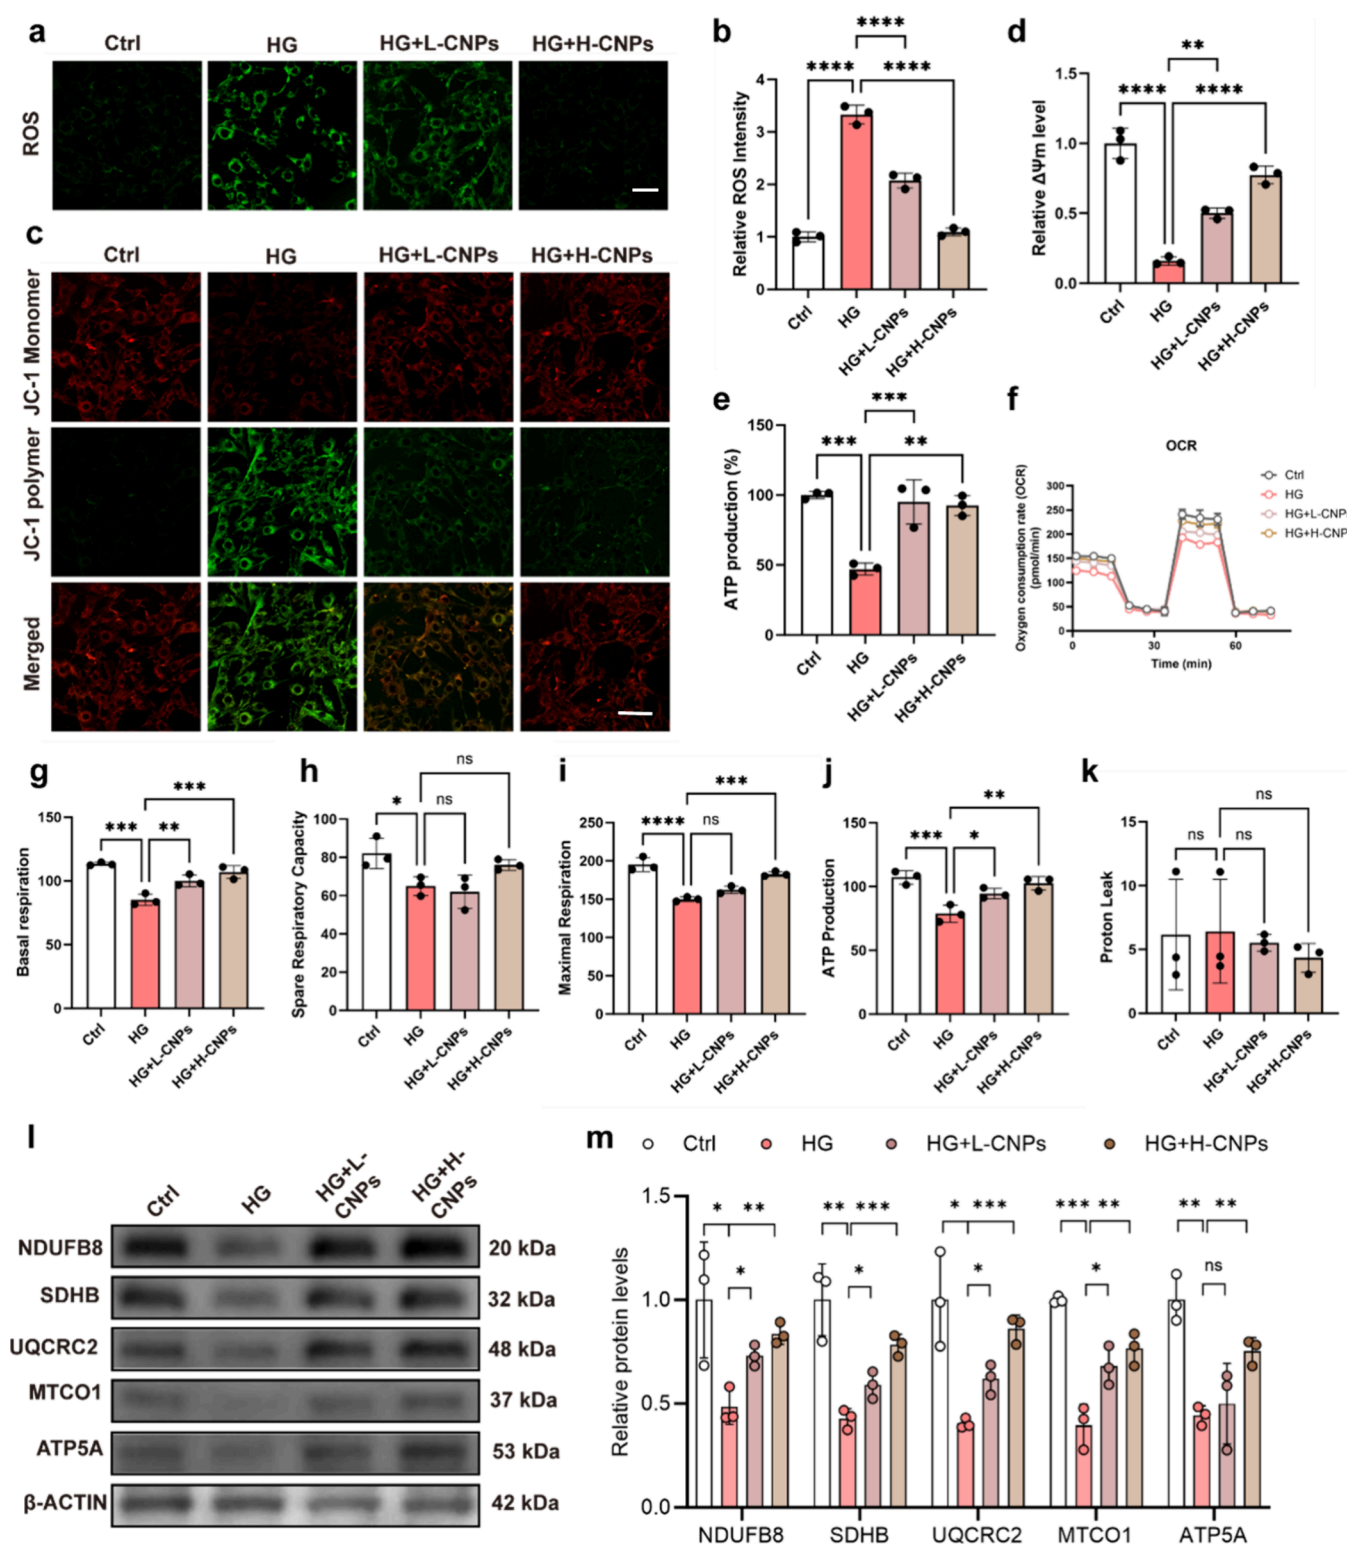 a
Ctrl HG HG+L-CNPs HG+H-CNPs
ROS
b
**** **** ****
Relative ROS Intensity
4
3
2
1
0
Ctrl HG HG+L-CNPs HG+H-CNPs
d
** **** ****
Relative ΔΨm level
1.5
1.0
0.5
0.0
Ctrl HG HG+L-CNPs HG+H-CNPs
c
Ctrl HG HG+L-CNPs HG+H-CNPs
JC-1 Monomer
JC-1 polymer
Merged
e
*** *** **
ATP production (%)
150
100
50
0
Ctrl HG HG+L-CNPs HG+H-CNPs
f
OCR
Oxygen consumption rate (OCR)
(pmol/min)
300
250
200
150
100
50
0
0 30 60
Time (min)
Ctrl
HG
HG+L-CNPs
HG+H-CNP
g
*** *** **
Basal respiration
150
100
50
0
Ctrl HG HG+L-CNPs HG+H-CNPs
h
ns * ns
Spare Respiratory Capacity
100
80
60
40
20
0
Ctrl HG HG+L-CNPs HG+H-CNPs
i
*** **** ns
Maximal Respiration
250
200
150
100
50
0
Ctrl HG HG+L-CNPs HG+H-CNPs
j
** *** *
ATP Production
150
100
50
0
Ctrl HG HG+L-CNPs HG+H-CNPs
k
ns ns ns
Proton Leak
15
10
5
0
Ctrl HG HG+L-CNPs HG+H-CNPs
l
Ctrl HG HG+L-CNPs HG+H-CNPs
NDUFB8 20 kDa
SDHB 32 kDa
UQCRC2 48 kDa
MTCO1 37 kDa
ATP5A 53 kDa
β-ACTIN 42 kDa
m
Ctrl HG HG+L-CNPs HG+H-CNPs
Relative protein levels
1.5
1.0
0.5
0.0
* ** ** *** * *** *** ** ** **
* * * * ns
NDUFB8 SDHB UQCRC2 MTCO1 ATP5A